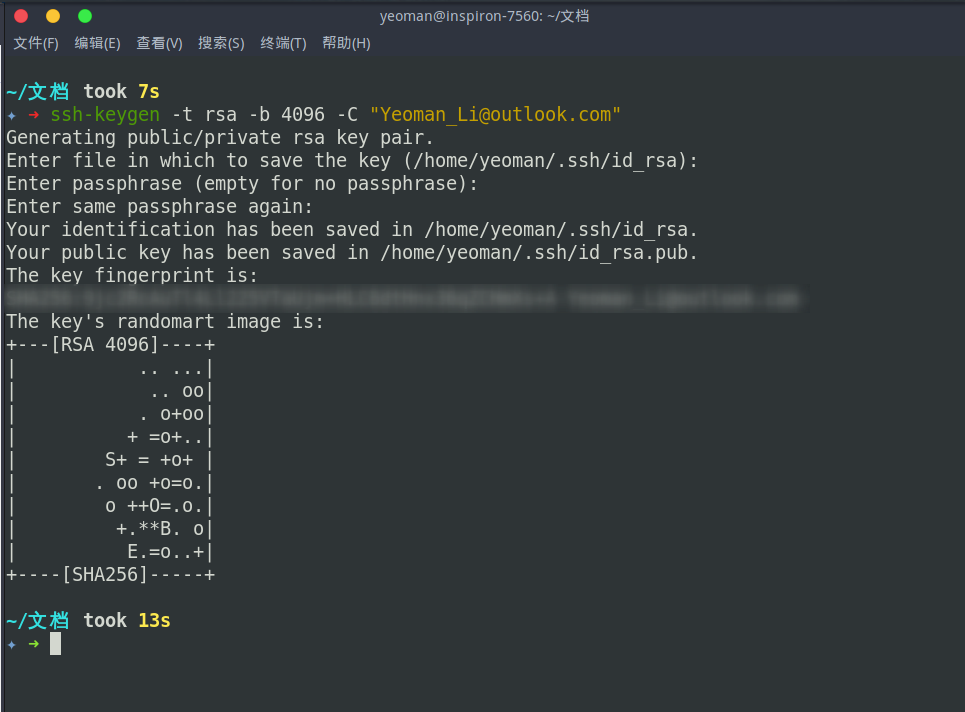 yeoman@inspiron-7560: ~/文档
文件(F) 编辑(E) 查看(V) 搜索(S) 终端(T) 帮助(H)
~/文档 took 7s
✦ ➜ ssh-keygen -t rsa -b 4096 -C "Yeoman_Li@outlook.com"
Generating public/private rsa key pair.
Enter file in which to save the key (/home/yeoman/.ssh/id_rsa):
Enter passphrase (empty for no passphrase):
Enter same passphrase again:
Your identification has been saved in /home/yeoman/.ssh/id_rsa.
Your public key has been saved in /home/yeoman/.ssh/id_rsa.pub.
The key fingerprint is:
The key's randomart image is:
+---[RSA 4096]----+
|           .. ...|
|            .. oo|
|           . o+oo|
|          + =o+..|
|        S+ = +o+ |
|       . oo +o=o.|
|        o ++O=.o.|
|         +.**B. o|
|          E.=o..+|
+----[SHA256]-----+
~/文档 took 13s
✦ ➜